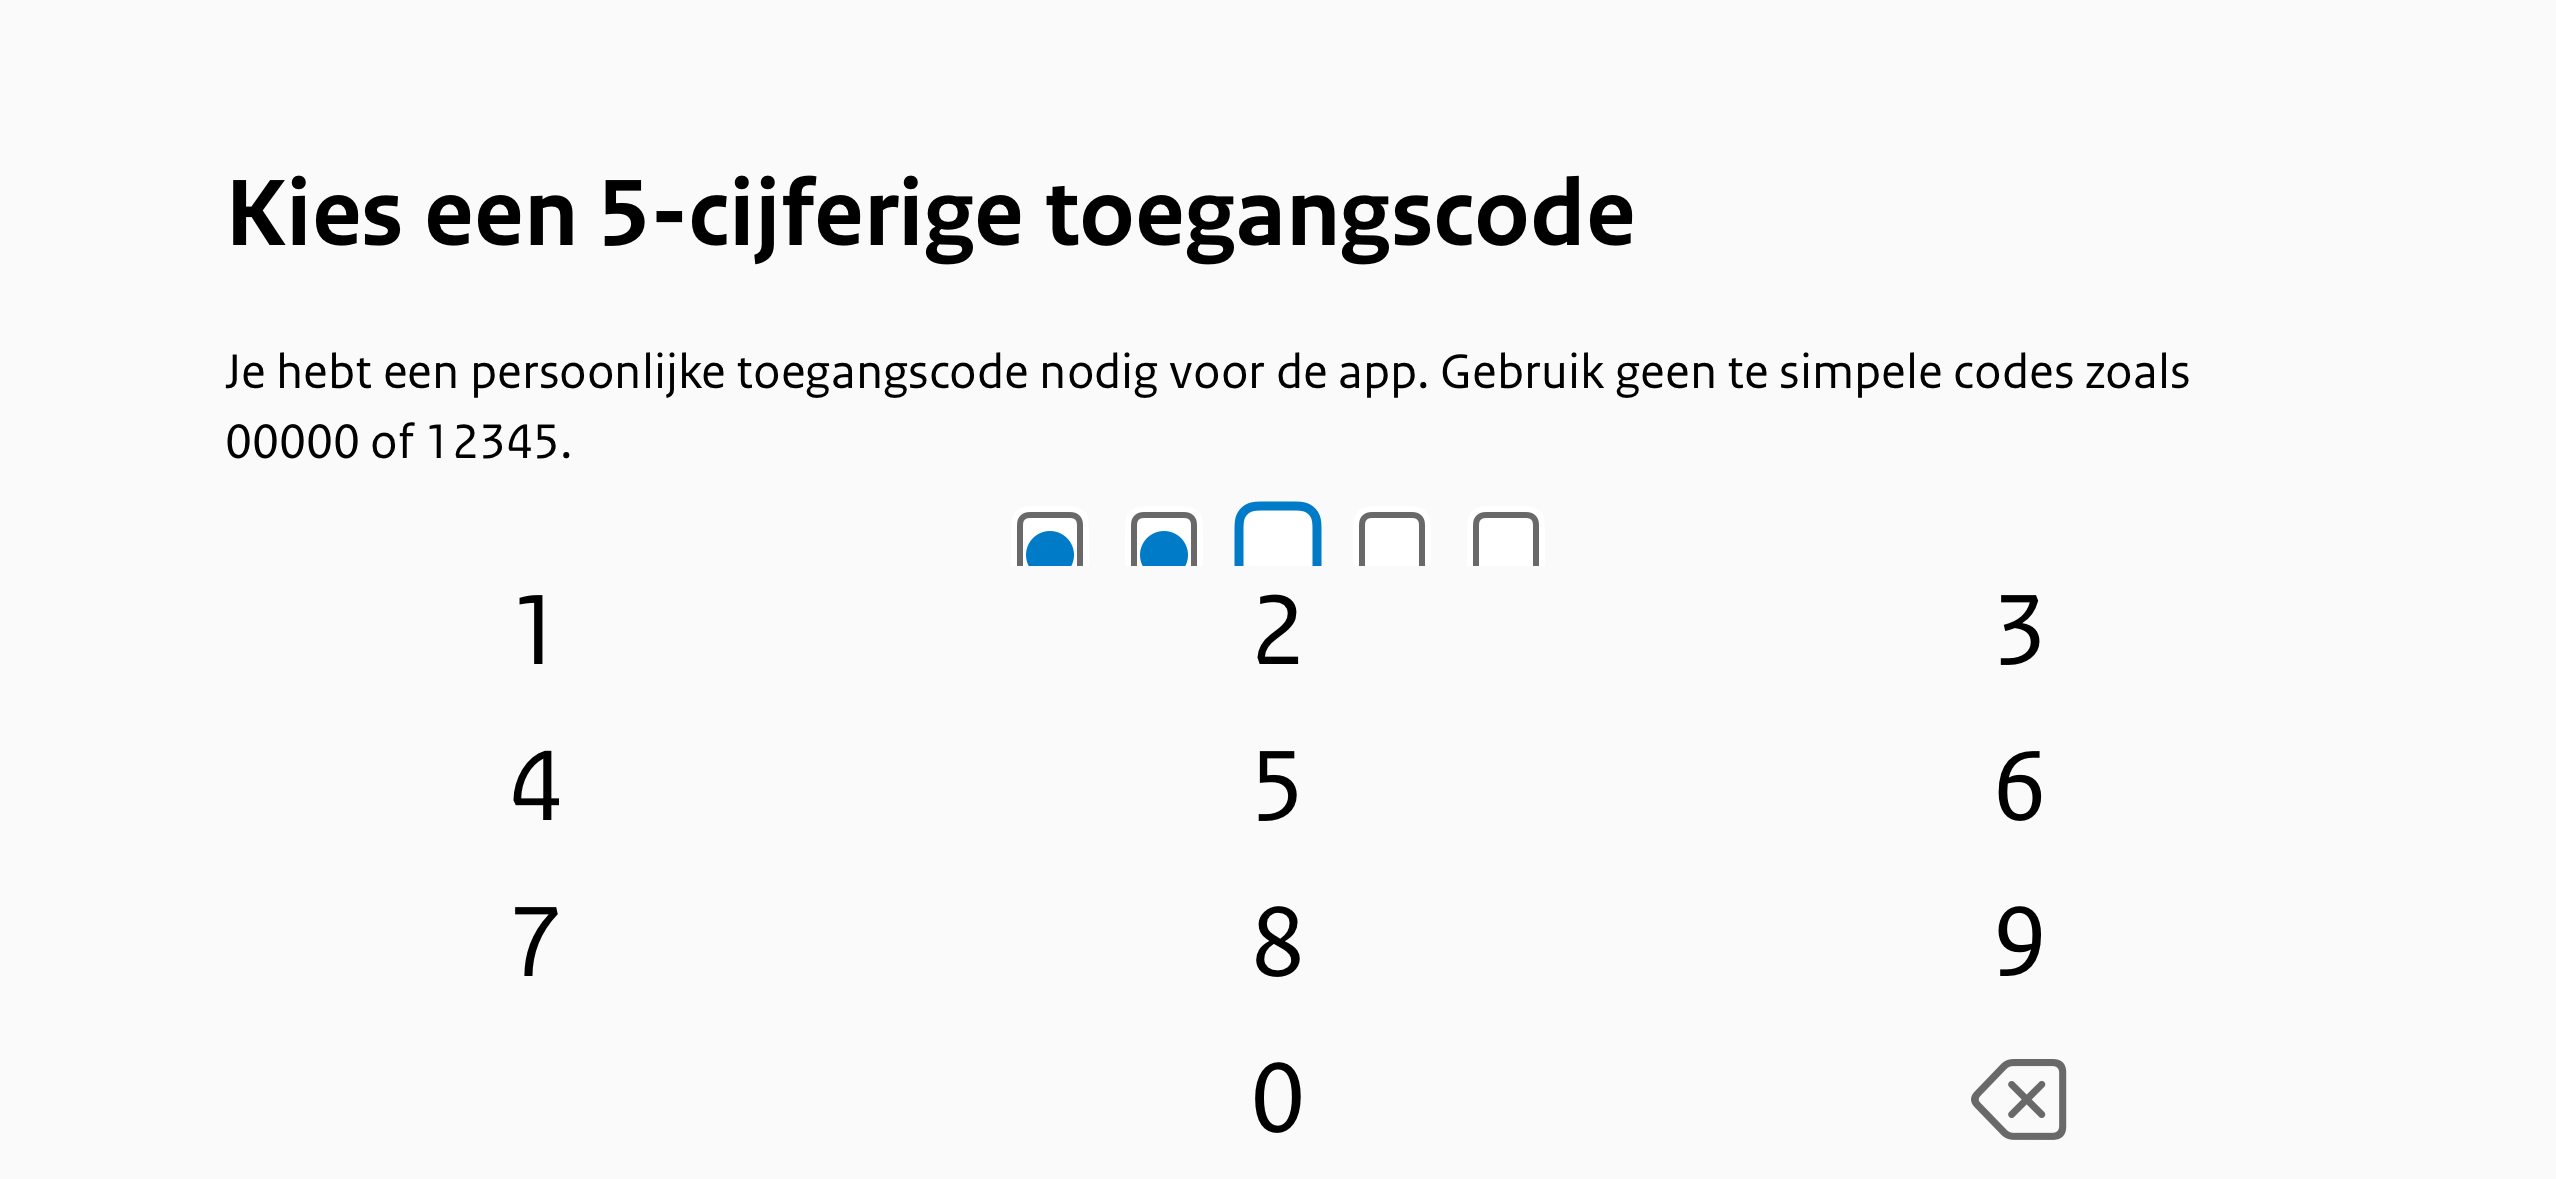 Kies een 5-cijferige toegangscode
Je hebt een persoonlijke toegangscode nodig voor de app. Gebruik geen te simpele codes zoals
00000 of 12345.
1 2 3
4 5 6
7 8 9
0